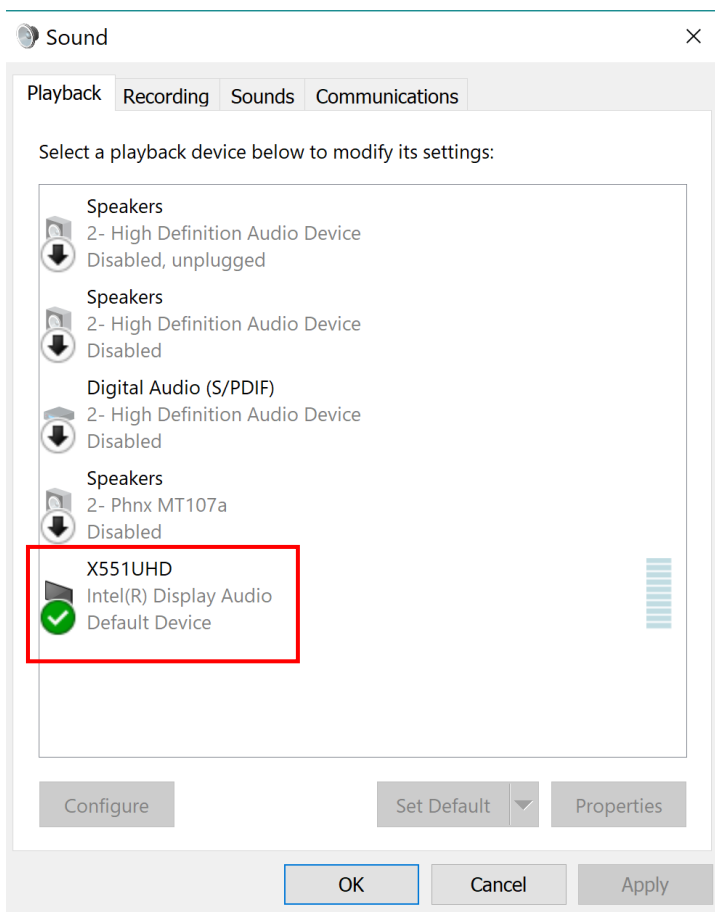 Sound
Playback Recording Sounds Communications
Select a playback device below to modify its settings:
Speakers
2- High Definition Audio Device
Disabled, unplugged
Speakers
2- High Definition Audio Device
Disabled
Digital Audio (S/PDIF)
2- High Definition Audio Device
Disabled
Speakers
2- Phnx MT107a
Disabled
X551UHD
Intel(R) Display Audio
Default Device
Configure Set Default Properties
OK Cancel Apply